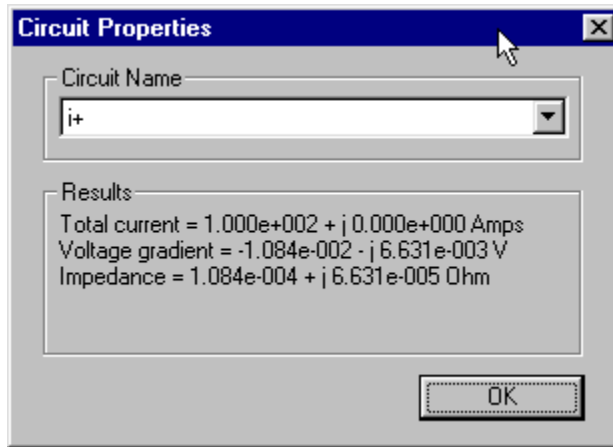 Circuit Properties
Circuit Name
i+
Results
Total current = 1.000e+002 + j 0.000e+000 Amps
Voltage gradient = -1.084e-002 - j 6.631e-003 V
Impedance = 1.084e-004 + j 6.631e-005 Ohm
OK